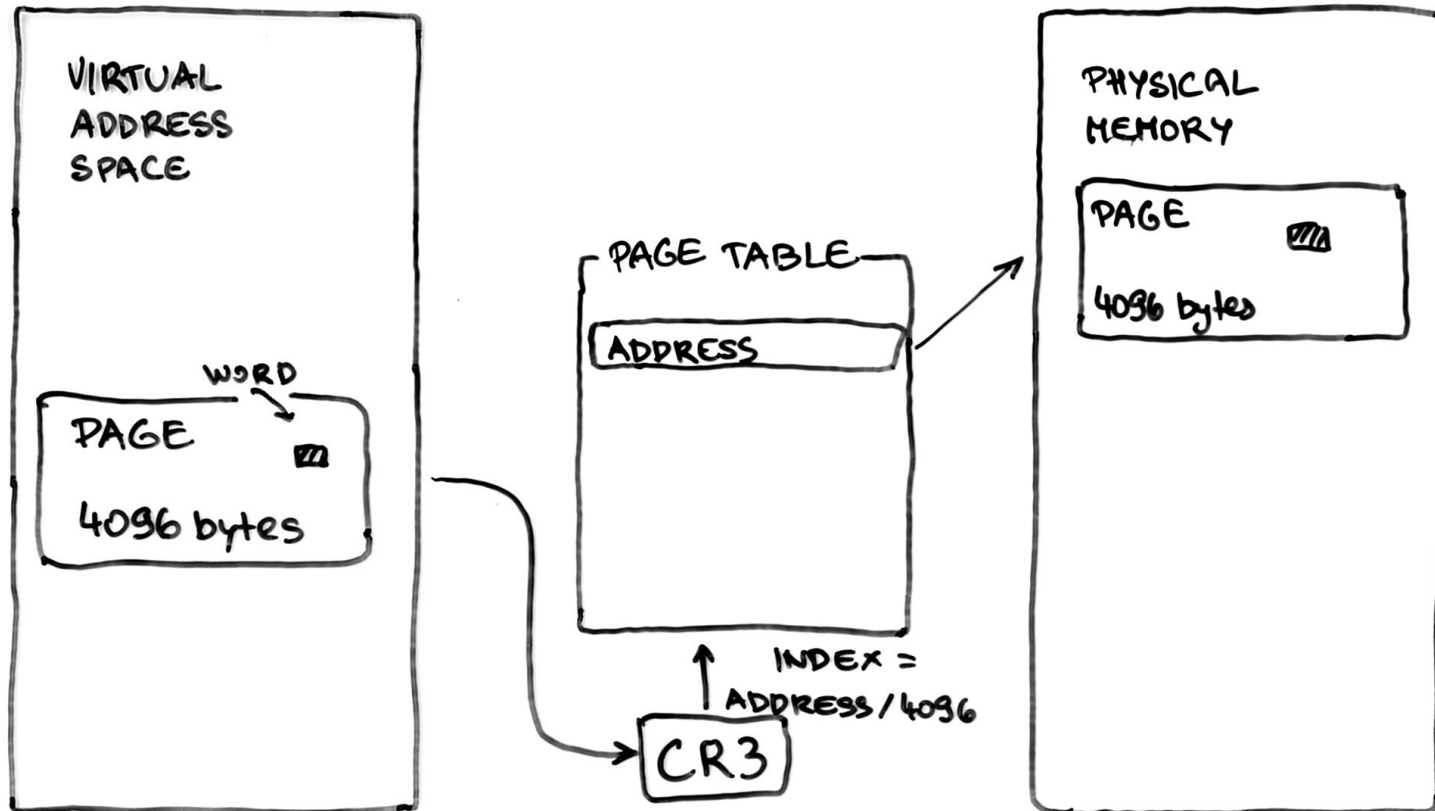 VIRTUAL
ADDRESS
SPACE
WORD
PAGE
4096 bytes
PAGE TABLE
ADDRESS
INDEX =
ADDRESS/4096
CR3
PHYSICAL
MEMORY
PAGE
4096 bytes